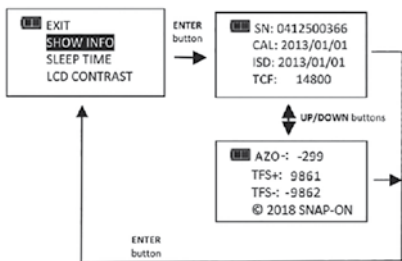 EXIT
SHOW INFO
SLEEP TIME
LCD CONTRAST
ENTER
button
SN: 0412500366
CAL: 2013/01/01
ISD: 2013/01/01
TCF: 14800
UP/DOWN buttons
AZO-: -299
TFS+: 9861
TFS-: -9862
© 2018 SNAP-ON
ENTER
button